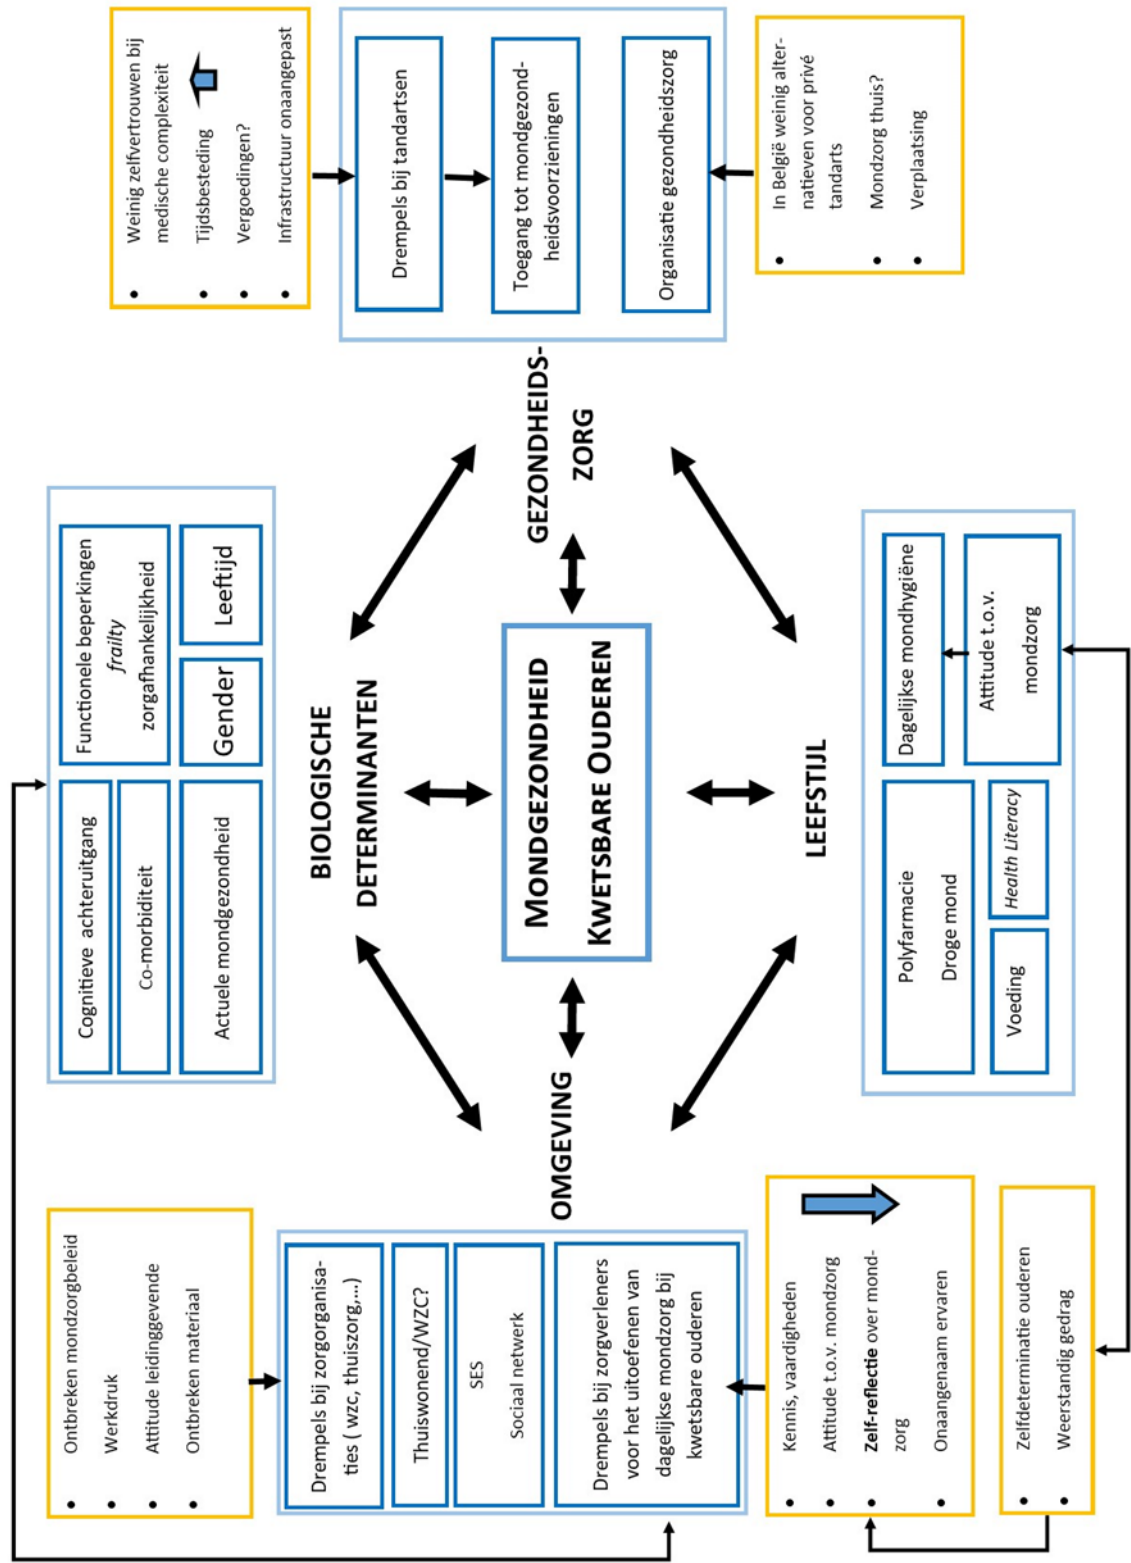 • Ontbreken mondzorgbeleid
• Werkdruk
• Attitude leidinggevende
• Ontbreken materiaal
Drempels bij zorgorganisa-
ties ( wzc, thuiszorg,...)
Thuiswonend/WZC?
SES
Sociaal netwerk
Drempels bij zorgverleners
voor het uitoefenen van
dagelijkse mondzorg bij
kwetsbare ouderen
• Kennis, vaardigheden
• Attitude t.o.v. mondzorg
• Zelf-reflectie over mond-
zorg
• Onaangenaam ervaren
• Zelfdeterminatie ouderen
• Weerstandig gedrag
OMGEVING
Cognitieve achteruitgang
Co-morbiditeit
Actuele mondgezondheid
Functionele beperkingen
frailty
zorgafhankelijkheid
Gender
Leeftijd
BIOLOGISCHE
DETERMINANTEN
MONDGEZONDHEID
KWETSBARE OUDEREN
LEEFSTIJL
Polyfarmacie
Droge mond
Voeding
Health Literacy
Dagelijkse mondhygiëne
Attitude t.o.v.
mondzorg
GEZONDHEIDS-
ZORG
• Weinig zelfvertrouwen bij
medische complexiteit
• Tijdsbesteding
• Vergoedingen?
• Infrastructuur onaangepast
Drempels bij tandartsen
Toegang tot mondgezond-
heidsvoorzieningen
Organisatie gezondheidszorg
• In België weinig alter-
natieven voor privé
tandarts
• Mondzorg thuis?
• Verplaatsing